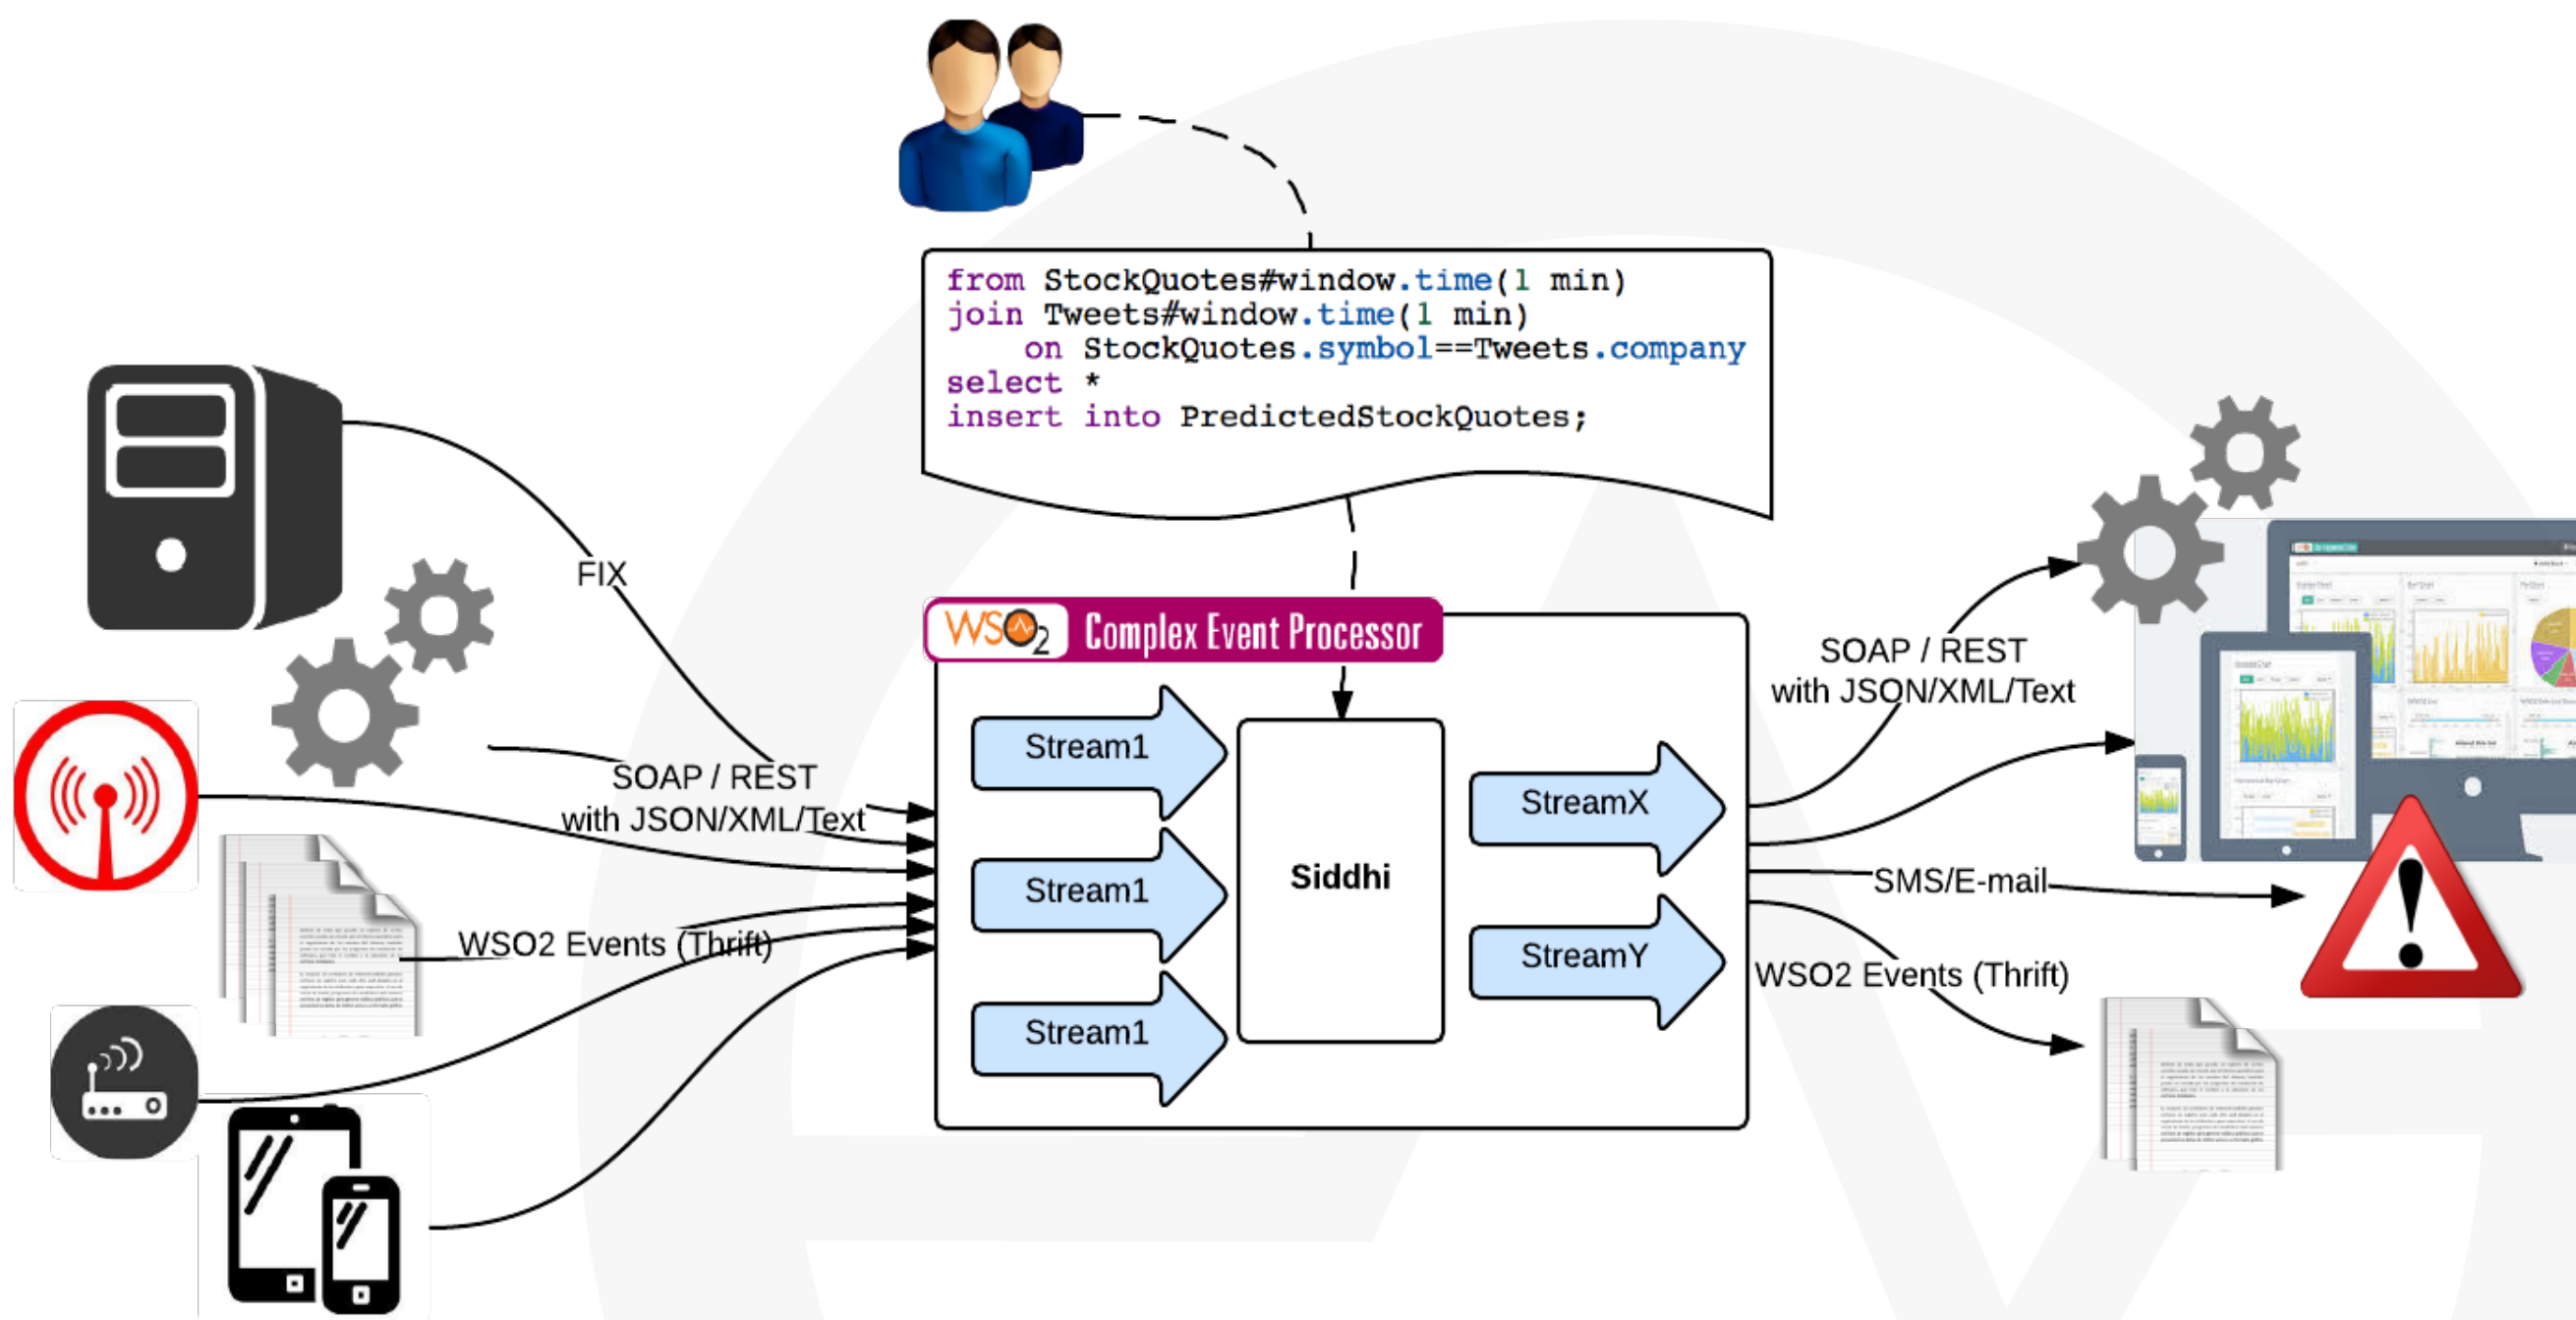 from StockQuotes#window.time(1 min)
join Tweets#window.time(1 min)
on StockQuotes.symbol==Tweets.company
select *
insert into PredictedStockQuotes;
FIX
WSO2 Complex Event Processor
SOAP / REST
with JSON/XML/Text
WSO2 Events (Thrift)
Stream1
Stream1
Stream1
Siddhi
StreamX
StreamY
SOAP / REST
with JSON/XML/Text
SMS/E-mail
WSO2 Events (Thrift)